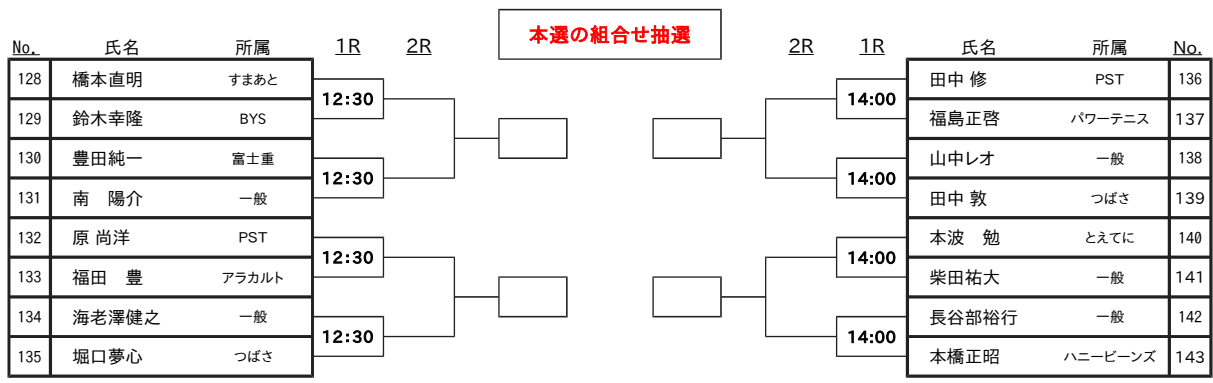 本選の組合せ抽選
No. 氏名 所属 1R 2R 2R 1R 氏名 所属 No.
128 橋本直明 すまあと 田中 修 PST 136
12:30 14:00
129 鈴木幸隆 BYS 福島正啓 パワーテニス 137
130 豊田純一 富士重 山中レオ 一般 138
12:30 14:00
131 南　陽介 一般 田中 敦 つばさ 139
132 原 尚洋 PST 本波　勉 とえてに 140
12:30 14:00
133 福田　豊 アラカルト 柴田祐大 一般 141
134 海老澤健之 一般 長谷部裕行 一般 142
12:30 14:00
135 堀口夢心 つばさ 本橋正昭 ハニービーンズ 143